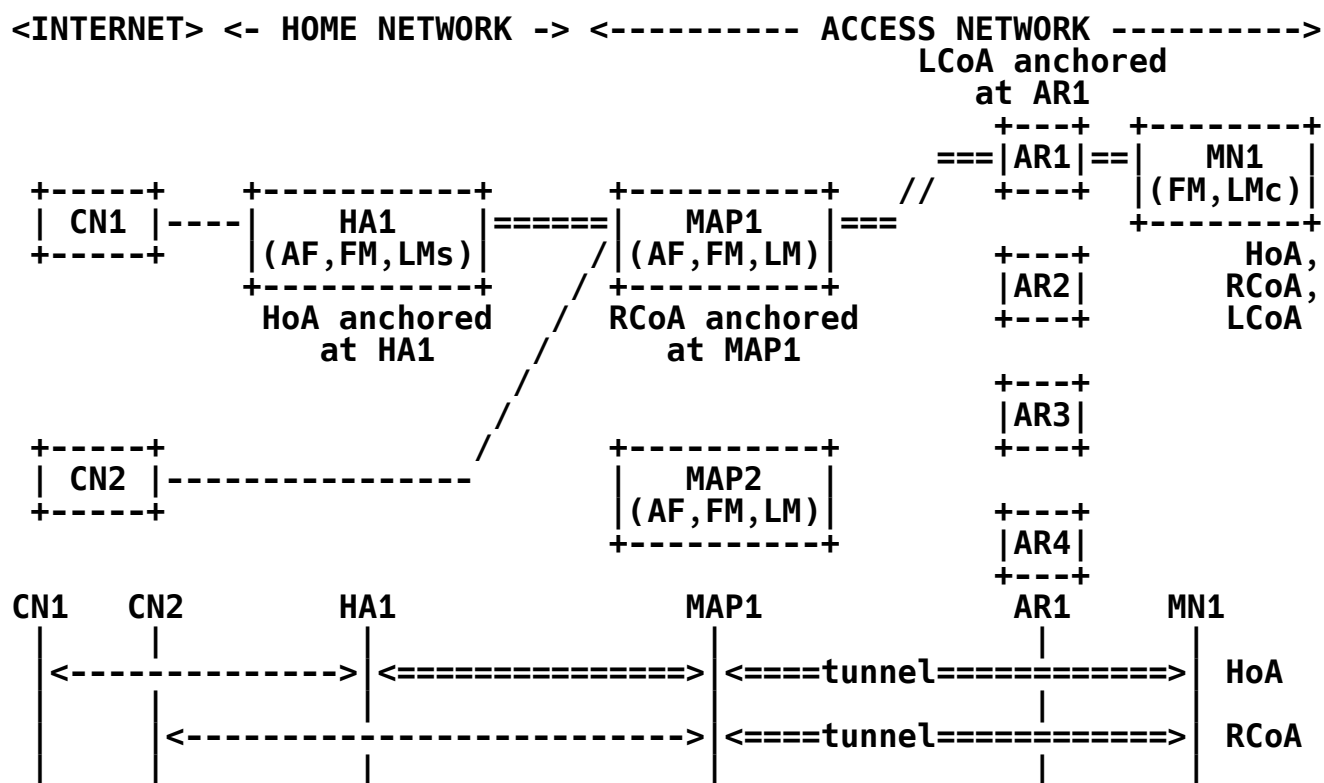 <INTERNET> <- HOME NETWORK -> <---------- ACCESS NETWORK ---------->
LCoA anchored
at AR1
AR1 MN1
(FM,LMc)
CN1 HA1 MAP1
(AF,FM,LMs) (AF,FM,LM) HoA,
AR2 RCoA,
HoA anchored RCoA anchored LCoA
at HA1 at MAP1
AR3
CN2 MAP2
(AF,FM,LM)
AR4
CN1 CN2 HA1 MAP1 AR1 MN1
<--------------> <===============> <====tunnel============> HoA
<--------------------------> <====tunnel============> RCoA